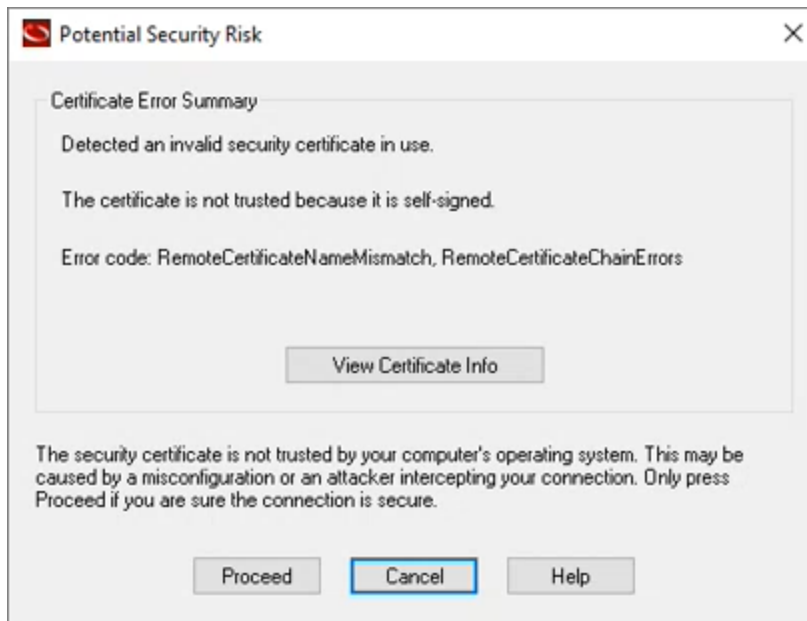 Potential Security Risk
Certificate Error Summary
Detected an invalid security certificate in use.
The certificate is not trusted because it is self-signed.
Error code: RemoteCertificateNameMismatch, RemoteCertificateChainErrors
View Certificate Info
The security certificate is not trusted by your computer's operating system. This may be
caused by a misconfiguration or an attacker intercepting your connection. Only press
Proceed if you are sure the connection is secure.
Proceed
Cancel
Help